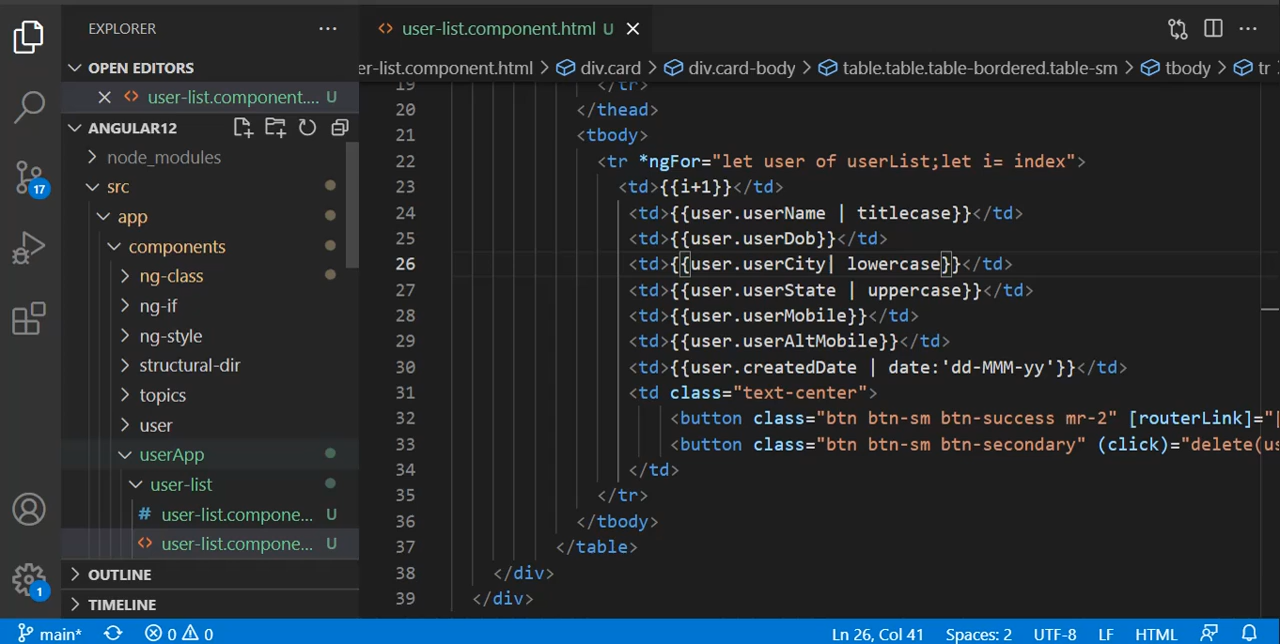 EXPLORER
OPEN EDITORS
user-list.component.... U
ANGULAR12
node_modules
src
app
components
ng-class
ng-if
ng-style
structural-dir
topics
user
userApp
user-list
# user-list.compone... U
<> user-list.compone... U
OUTLINE
TIMELINE
17
1
<> user-list.component.html U
er-list.component.html > div.card > div.card-body > table.table.table-bordered.table-sm > tbody > tr
19 </tr>
20 </thead>
21 <tbody>
22 <tr *ngFor="let user of userList;let i= index">
23 <td>{{i+1}}</td>
24 <td>{{user.userName | titlecase}}</td>
25 <td>{{user.userDob}}</td>
26 <td>{{user.userCity| lowercase}}</td>
27 <td>{{user.userState | uppercase}}</td>
28 <td>{{user.userMobile}}</td>
29 <td>{{user.userAltMobile}}</td>
30 <td>{{user.createdDate | date:'dd-MMM-yy'}}</td>
31 <td class="text-center">
32 <button class="btn btn-sm btn-success mr-2" [routerLink]="[
33 <button class="btn btn-sm btn-secondary" (click)="delete(us
34 </td>
35 </tr>
36 </tbody>
37 </table>
38 </div>
39 </div>
main* 0 0 Ln 26, Col 41 Spaces: 2 UTF-8 LF HTML